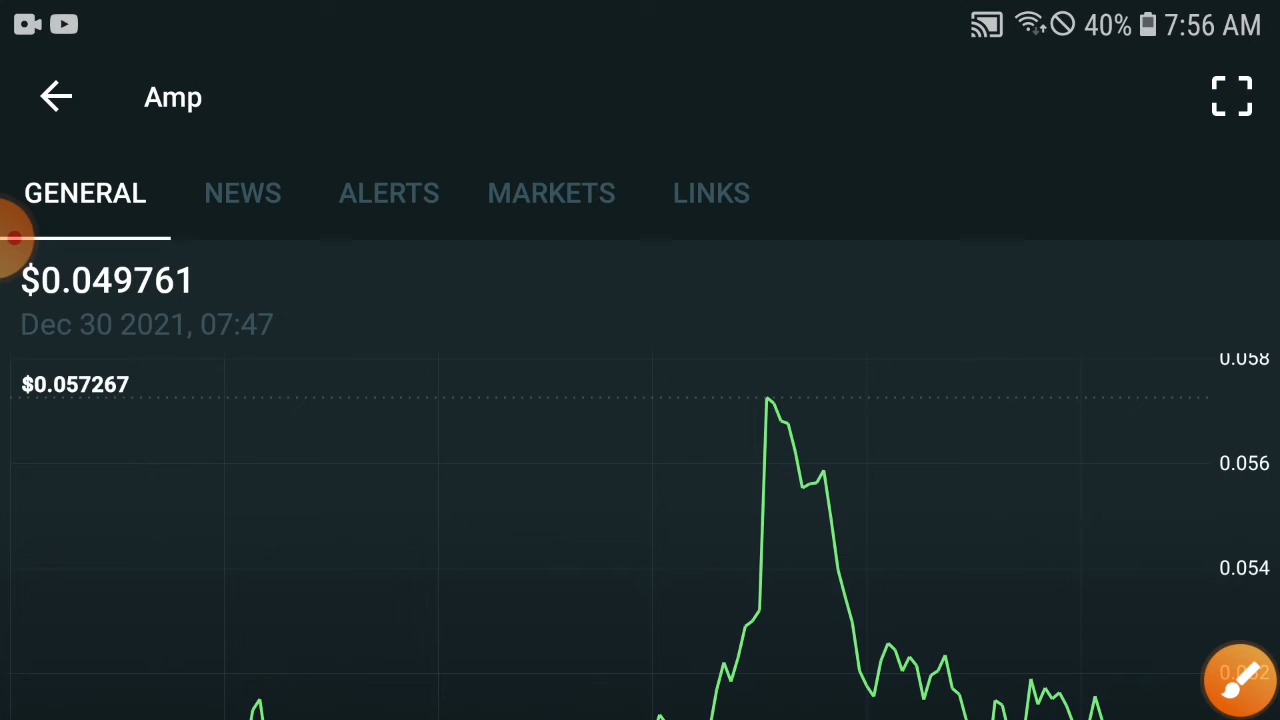 40% 7:56 AM
Amp
GENERAL NEWS ALERTS MARKETS LINKS
$0.049761
Dec 30 2021, 07:47
0.058
$0.057267
0.056
0.054